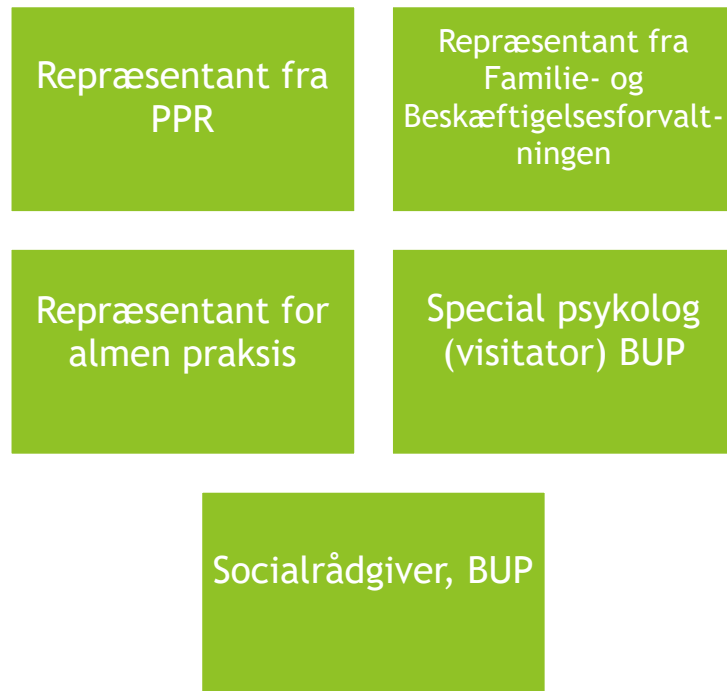 Repræsentant fra
PPR
Repræsentant fra
Familie- og
Beskæftigelsesforvalt-
ningen
Repræsentant for
almen praksis
Special psykolog
(visitator) BUP
Socialrådgiver, BUP